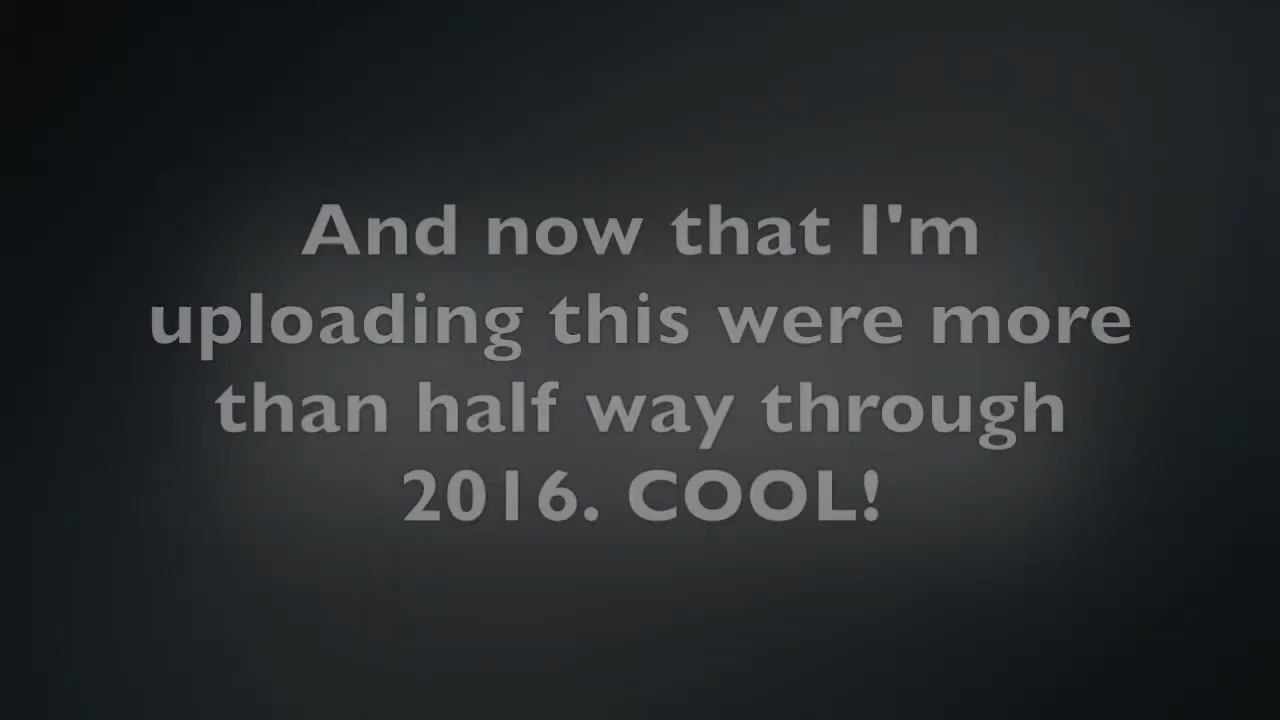 And now that I'm
uploading this were more
than half way through
2016. COOL!